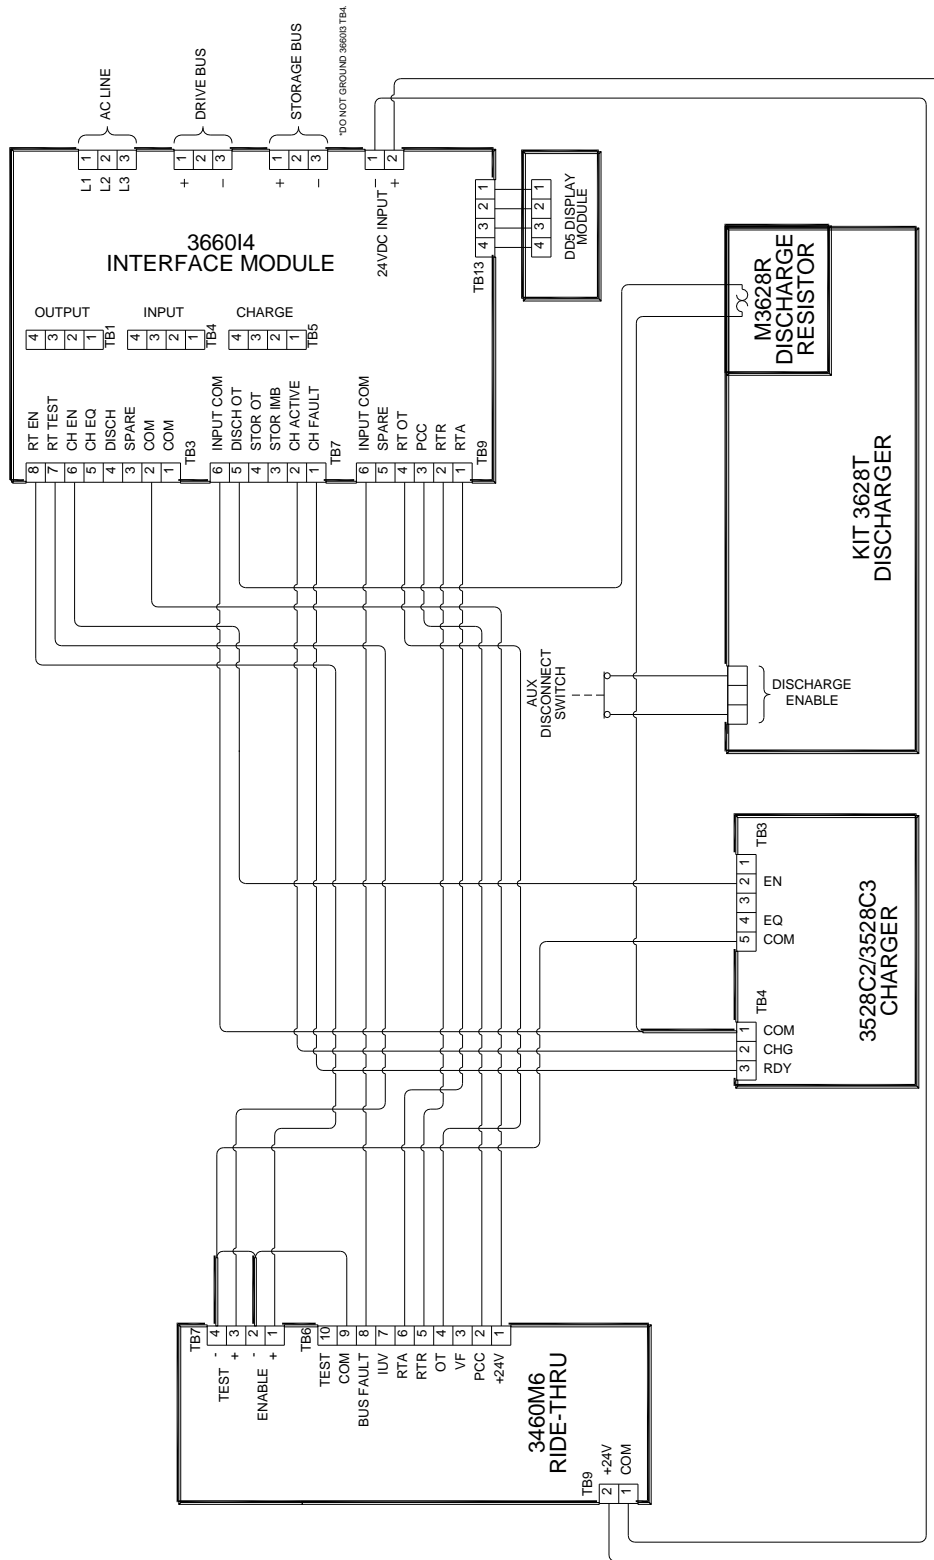 AC LINE
DRIVE BUS
STORAGE BUS
*DO NOT GROUND 3660I3 TB4.
1
2
3
L1
L2
L3
1
2
3
+
–
1
2
3
+
–
1
2
–
+
24VDC INPUT
3660I4
INTERFACE MODULE
TB13
4
3
2
1
4
3
2
1
DD5 DISPLAY
MODULE
OUTPUT
4
3
2
1
TB1
INPUT
4
3
2
1
TB4
CHARGE
4
3
2
1
TB5
8 RT EN
7 RT TEST
6 CH EN
5 CH EQ
4 DISCH
3 SPARE
2 COM
1 COM
TB3
6 INPUT COM
5 DISCH OT
4 STOR OT
3 STOR IMB
2 CH ACTIVE
1 CH FAULT
TB7
6 INPUT COM
5 SPARE
4 RT OT
3 PCC
2 RTR
1 RTA
TB9
M3628R
DISCHARGE
RESISTOR
KIT 3628T
DISCHARGER
DISCHARGE
ENABLE
AUX
DISCONNECT
SWITCH
TB3
1
2 EN
3
4 EQ
5 COM
TB4
1 COM
2 CHG
3 RDY
3528C2/3528C3
CHARGER
TB7
4 -
3 +
TEST
2 -
1 +
ENABLE
TB6
10 TEST
9 COM
8 BUS FAULT
7 IUV
6 RTA
5 RTR
4 OT
3 VF
2 PCC
1 +24V
3460M6
RIDE-THRU
TB9
2 +24V
1 COM